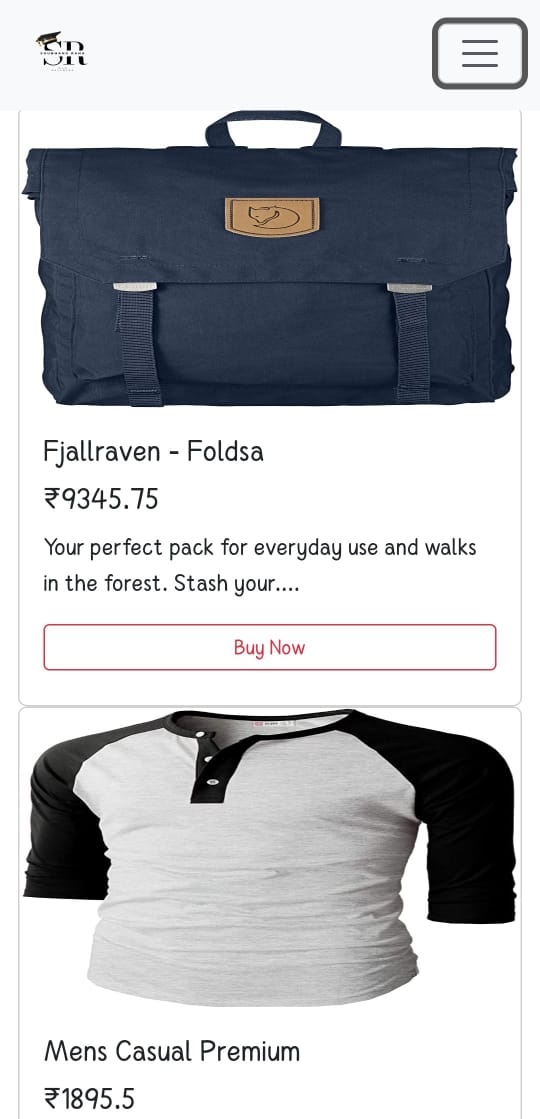 SR
Fjallraven - Foldsa
₹9345.75
Your perfect pack for everyday use and walks
in the forest. Stash your....
Buy Now
Mens Casual Premium
₹1895.5